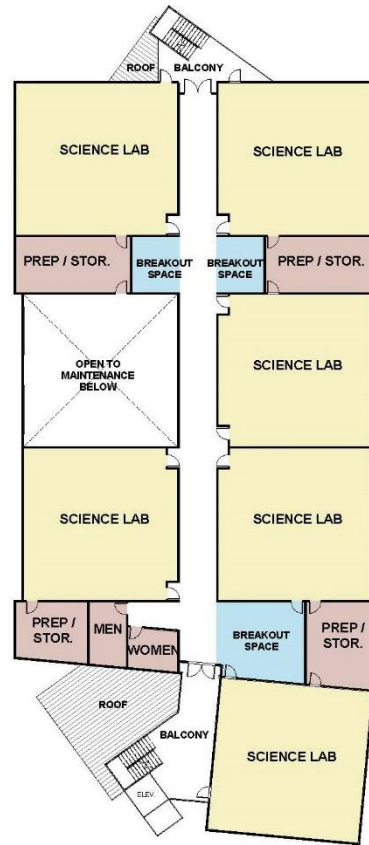 ROOF
BALCONY
SCIENCE LAB
SCIENCE LAB
PREP / STOR.
BREAKOUT
SPACE
BREAKOUT
SPACE
PREP / STOR.
OPEN TO
MAINTENANCE
BELOW
SCIENCE LAB
SCIENCE LAB
SCIENCE LAB
PREP /
STOR.
MEN
WOMEN
BREAKOUT
SPACE
PREP /
STOR.
ROOF
BALCONY
SCIENCE LAB
ELEV.